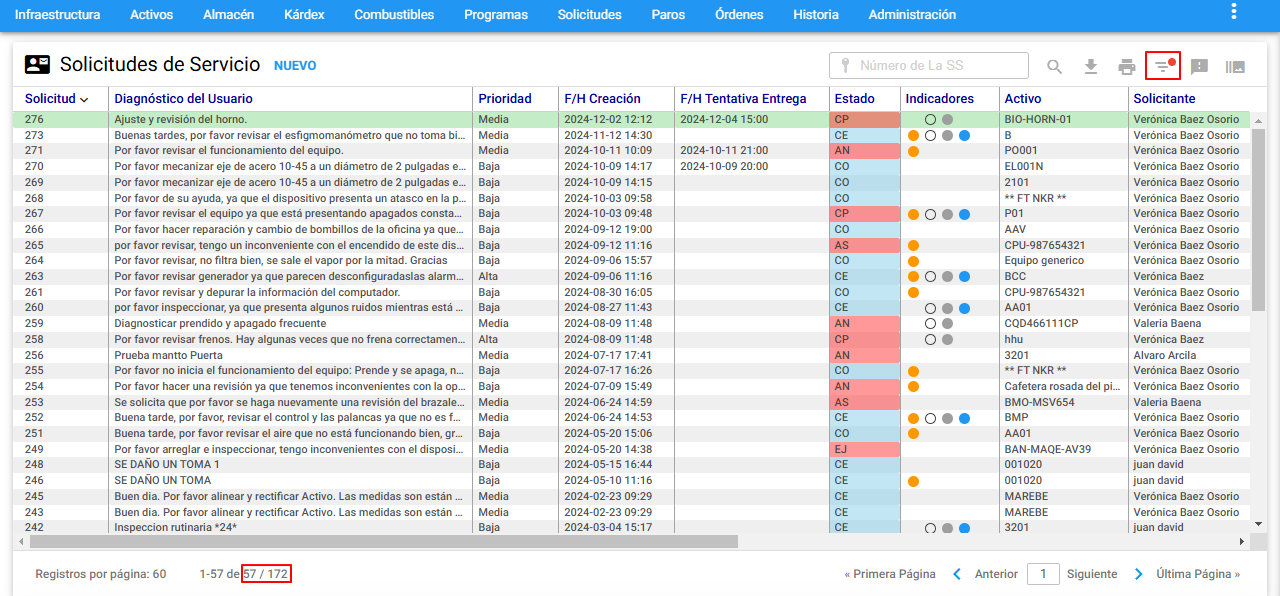 Infraestructura Activos Almacén Kárdex Combustibles Programas Solicitudes Paros Órdenes Historia Administración
Solicitudes de Servicio NUEVO Número de La SS
Solicitud Diagnóstico del Usuario Prioridad F/H Creación F/H Tentativa Entrega Estado Indicadores Activo Solicitante
276 Ajuste y revisión del horno. Media 2024-12-02 12:12 2024-12-04 15:00 CP BIO-HORN-01 Verónica Baez Osorio
273 Buenas tardes, por favor revisar el esfigmomanómetro que no toma bi... Media 2024-11-12 14:30 CE B Verónica Baez Osorio
271 Por favor revisar el funcionamiento del equipo. Media 2024-10-11 10:09 2024-10-11 21:00 AN PO001 Verónica Baez Osorio
270 Por favor mecanizar eje de acero 10-45 a un diámetro de 2 pulgadas e... Baja 2024-10-09 14:17 2024-10-09 20:00 CO EL001N Verónica Baez Osorio
269 Por favor mecanizar eje de acero 10-45 a un diámetro de 2 pulgadas e... Baja 2024-10-09 14:15 CO 2101 Verónica Baez Osorio
268 Por favor de su ayuda, ya que el dispositivo presenta un atasco en la p... Baja 2024-10-03 09:58 CO ** FT NKR ** Verónica Baez Osorio
267 Por favor revisar el equipo ya que está presentando apagados consta... Baja 2024-10-03 09:48 CP P01 Verónica Baez Osorio
266 Por favor hacer reparación y cambio de bombillos de la oficina ya que... Baja 2024-09-12 19:00 CO AAV Verónica Baez Osorio
265 por favor revisar, tengo un inconveniente con el encendido de este dis... Baja 2024-09-12 11:16 AS CPU-987654321 Verónica Baez Osorio
264 Por favor revisar, no filtra bien, se sale el vapor por la mitad. Gracias Baja 2024-09-06 15:57 CO Equipo generico Verónica Baez Osorio
263 Por favor revisar generador ya que parecen desconfiguradaslas alarm... Alta 2024-09-06 11:16 CE BCC Verónica Baez
261 Por favor revisar y depurar la información del computador. Baja 2024-08-30 16:05 CO CPU-987654321 Verónica Baez Osorio
260 por favor inspeccionar, ya que presenta algunos ruidos mientras está ... Baja 2024-08-27 11:43 CE AA01 Verónica Baez Osorio
259 Diagnosticar prendido y apagado frecuente Media 2024-08-09 11:48 AN CQD466111CP Valeria Baena
258 Por favor revisar frenos. Hay algunas veces que no frena correctamen... Alta 2024-08-09 11:48 CP hhu Verónica Baez
256 Prueba mantto Puerta Media 2024-07-17 17:41 AN 3201 Alvaro Arcila
255 Por favor no inicia el funcionamiento del equipo: Prende y se apaga, n... Baja 2024-07-17 16:26 CO ** FT NKR ** Verónica Baez Osorio
254 Por favor hacer una revisión ya que tenemos inconvenientes con la op... Baja 2024-07-09 15:49 AN Cafetera rosada del pi... Verónica Baez Osorio
253 Se solicita que por favor se haga nuevamente una revisión del brazale... Media 2024-06-24 14:59 AS BMO-MSV654 Valeria Baena
252 Buena tarde, por favor, revisar el control y las palancas ya que no es f... Media 2024-06-24 14:53 CE BMP Verónica Baez Osorio
251 Buena tarde, por favor revisar el aire que no está funcionando bien, gr... Baja 2024-05-20 15:06 CO AA01 Verónica Baez Osorio
249 Por favor arreglar e inspeccionar, tengo inconvenientes con el disposi... Media 2024-05-20 14:38 EJ BAN-MAQE-AV39 Verónica Baez Osorio
248 SE DAÑO UN TOMA 1 Baja 2024-05-15 16:44 CE 001020 juan david
246 SE DAÑO UN TOMA Baja 2024-05-10 11:16 CE 001020 juan david
245 Buen dia. Por favor alinear y rectificar Activo. Las medidas son están ... Media 2024-02-23 09:29 CE MAREBE Verónica Baez Osorio
243 Buen dia. Por favor alinear y rectificar Activo. Las medidas son están ... Media 2024-02-23 09:29 CE MAREBE Verónica Baez Osorio
242 Inspeccion rutinaria *24* Baja 2024-03-04 15:17 CE 3201 juan david
Registros por página: 60 1-57 de 57 / 172 « Primera Página Anterior 1 Siguiente Última Página »